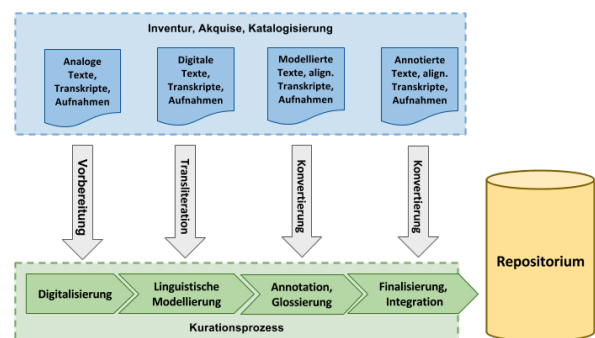 Inventur, Akquise, Katalogisierung
Analoge
Texte,
Transkripte,
Aufnahmen
Digitale
Texte,
Transkripte,
Aufnahmen
Modellierte
Texte, align.
Transkripte,
Aufnahmen
Annotierte
Texte, align.
Transkripte,
Aufnahmen
Vorbereitung
Transliteration
Konvertierung
Konvertierung
Repositorium
Digitalisierung
Linguistische
Modellierung
Annotation,
Glossierung
Finalisierung,
Integration
Kurationsprozess